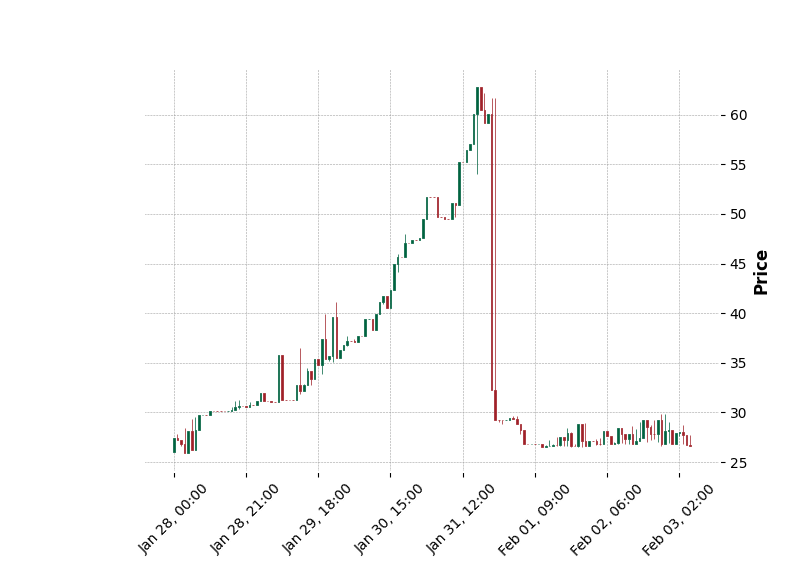 60
55
50
45
40
35
30
25
Price
Jan 28, 00:00
Jan 28, 21:00
Jan 29, 18:00
Jan 30, 15:00
Jan 31, 12:00
Feb 01, 09:00
Feb 02, 06:00
Feb 03, 02:00